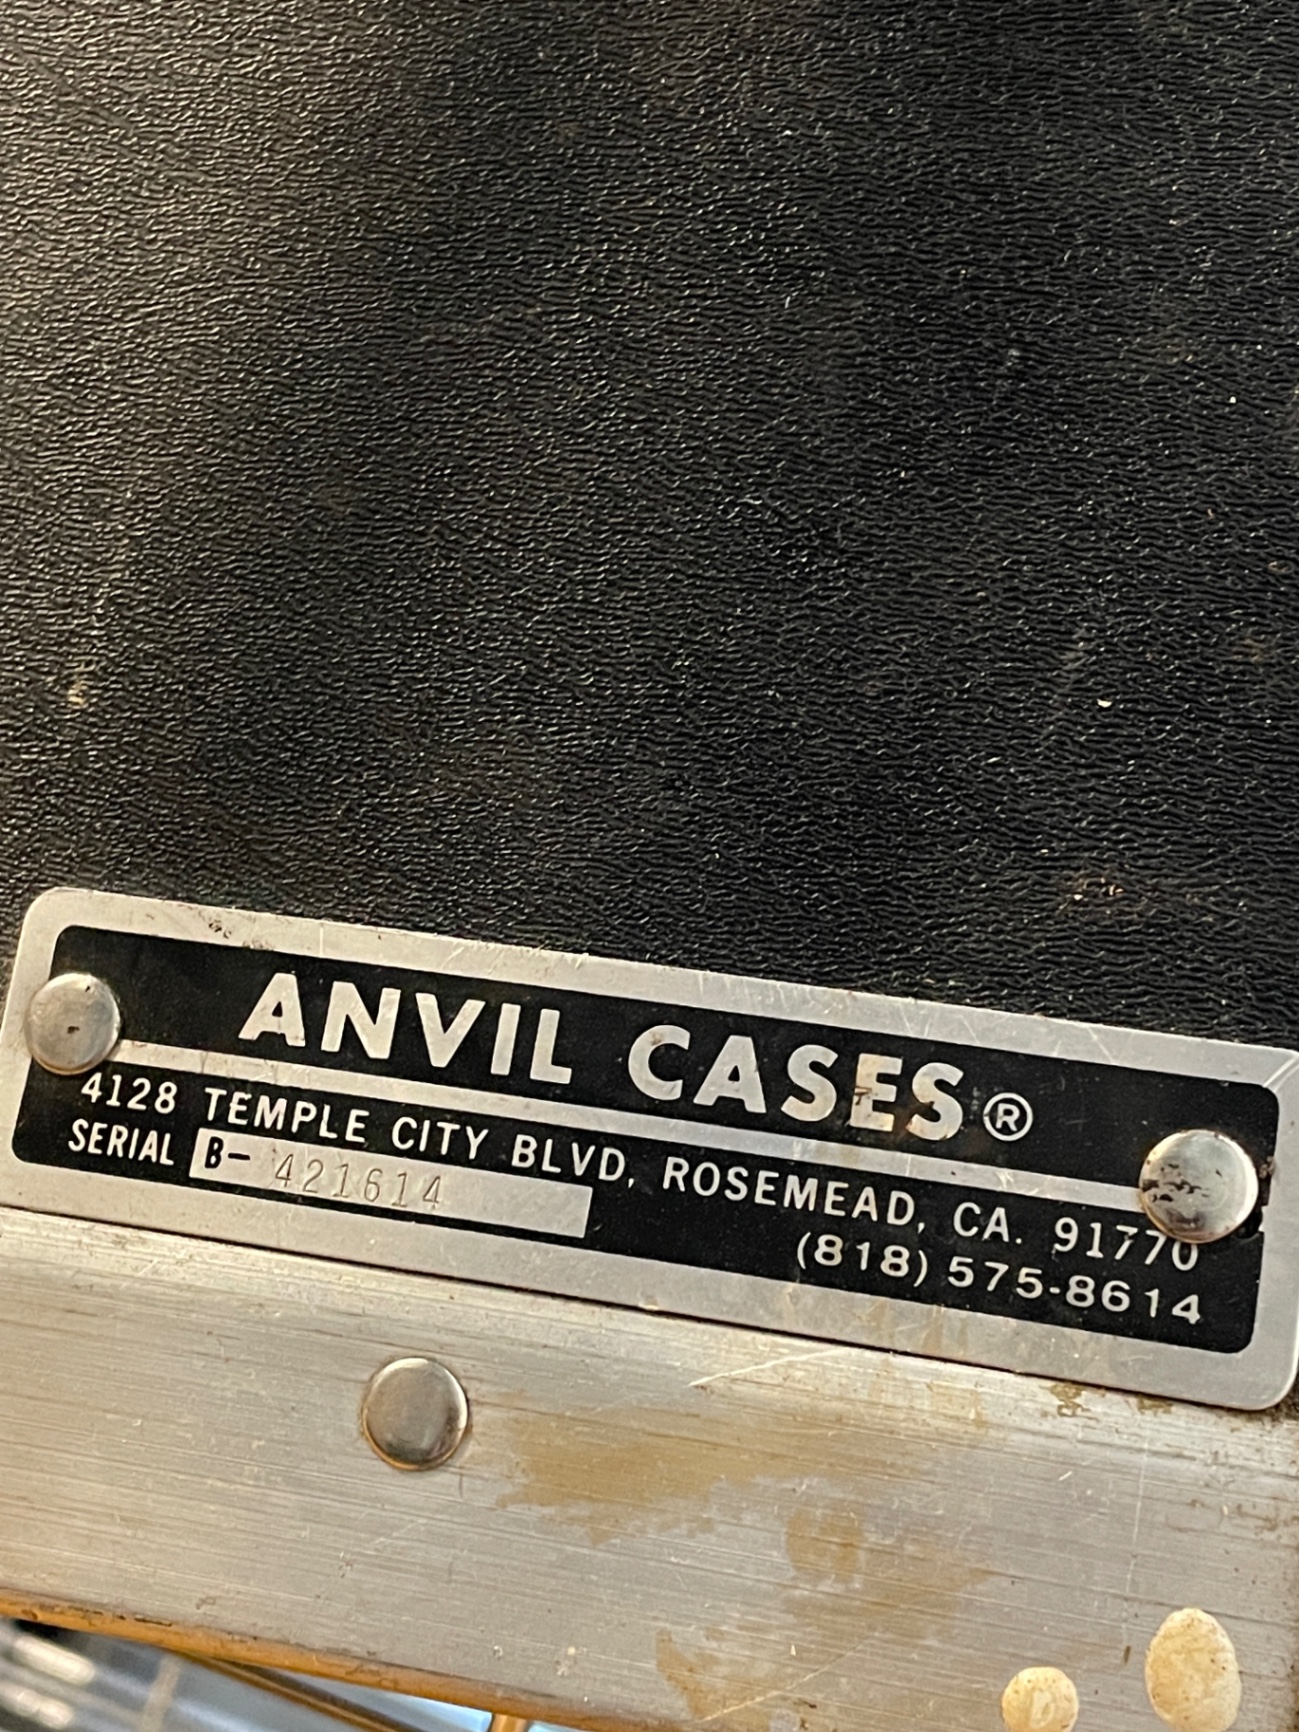 ANVIL CASES®
4128 TEMPLE CITY BLVD, ROSEMEAD, CA. 91770
SERIAL B- 421614
(818) 575-8614